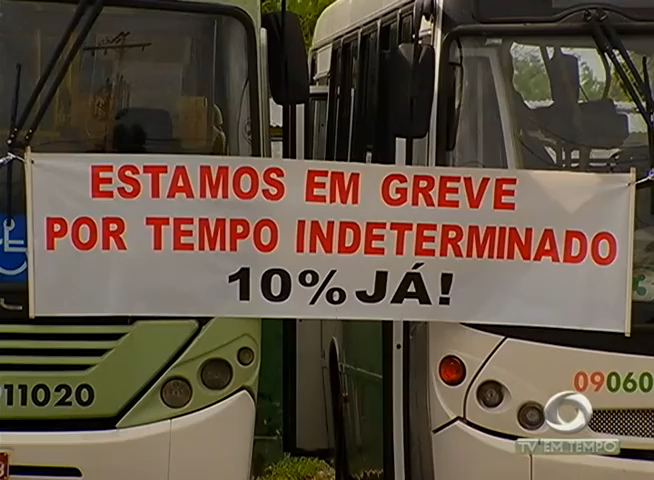 ESTAMOS EM GREVE
POR TEMPO INDETERMINADO
10% JÁ!
11020
09060
TV EM TEMPO